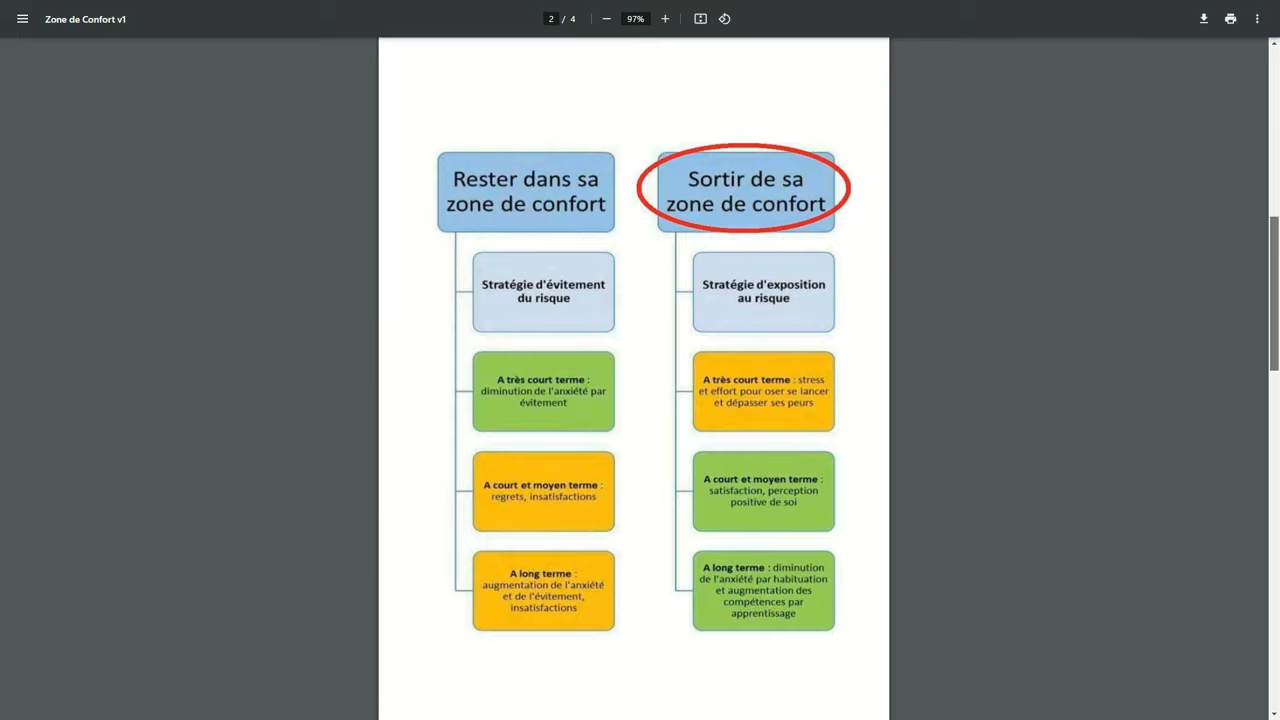 Zone de Confort v1
2 / 4
97%
Rester dans sa
zone de confort
Stratégie d'évitement
du risque
A très court terme :
diminution de l'anxiété par
évitement
A court et moyen terme :
regrets, insatisfactions
A long terme :
augmentation de l'anxiété
et de l'évitement,
insatisfactions
Sortir de sa
zone de confort
Stratégie d'exposition
au risque
A très court terme : stress
et effort pour oser se lancer
et dépasser ses peurs
A court et moyen terme :
satisfaction, perception
positive de soi
A long terme : diminution
de l'anxiété par habituation
et augmentation des
compétences par
apprentissage